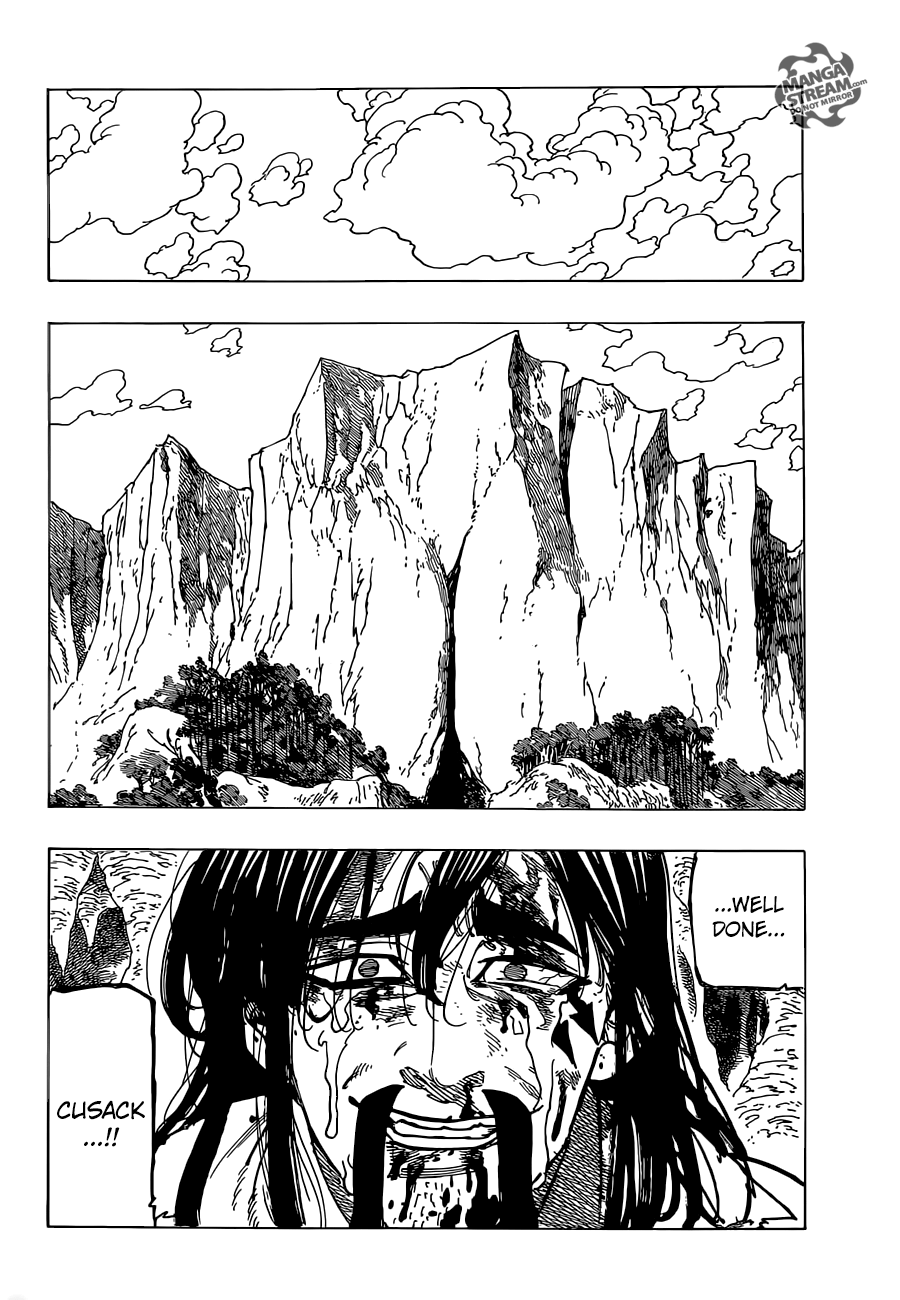 MANGA
STREAM.com
DO NOT MIRROR
...WELL
DONE...
CUSACK
...!!